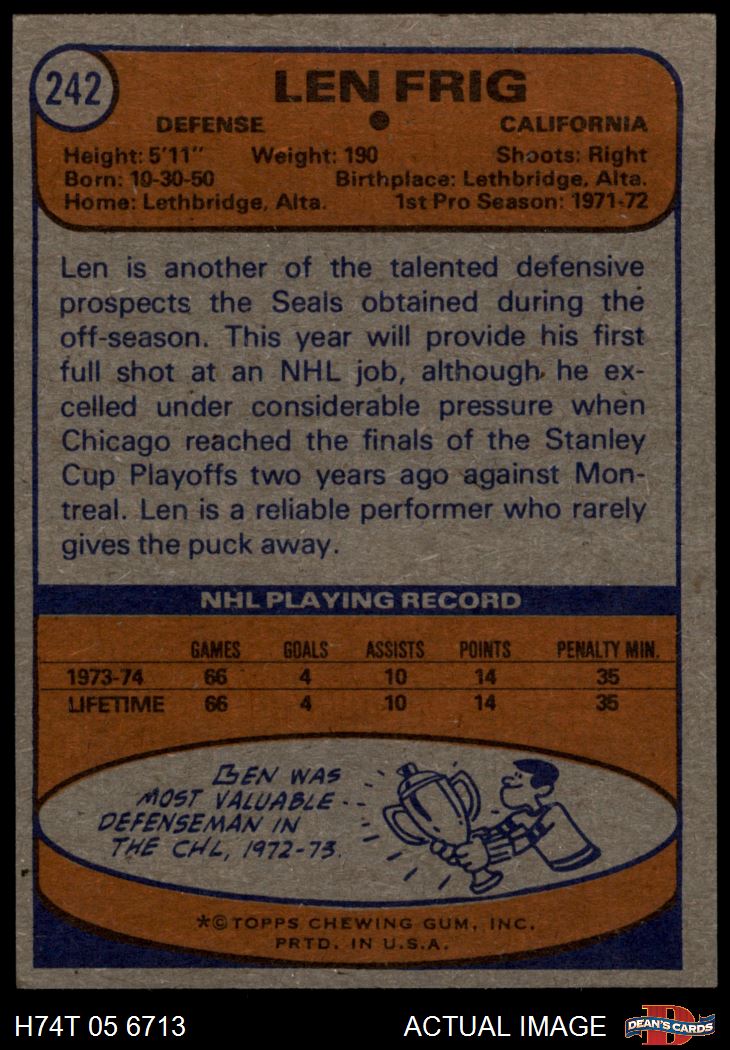 242
LEN FRIG
DEFENSE • CALIFORNIA
Height: 5'11" Weight: 190 Shoots: Right
Born: 10-30-50 Birthplace: Lethbridge, Alta.
Home: Lethbridge, Alta. 1st Pro Season: 1971-72
Len is another of the talented defensive
prospects the Seals obtained during the
off-season. This year will provide his first
full shot at an NHL job, although he ex-
celled under considerable pressure when
Chicago reached the finals of the Stanley
Cup Playoffs two years ago against Mon-
treal. Len is a reliable performer who rarely
gives the puck away.
NHL PLAYING RECORD
GAMES GOALS ASSISTS POINTS PENALTY MIN.
1973-74 66 4 10 14 35
LIFETIME 66 4 10 14 35
LEN WAS
MOST VALUABLE
DEFENSEMAN IN
THE CHL, 1972-73.
*© TOPPS CHEWING GUM, INC.
PRTD. IN U.S.A.
H74T 05 6713 ACTUAL IMAGE
D
DEAN'S CARDS